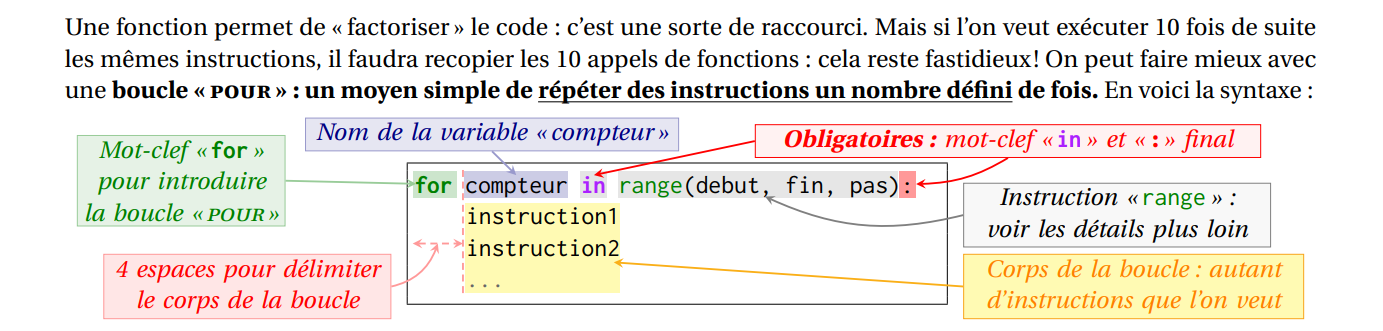 Une fonction permet de « factoriser » le code : c’est une sorte de raccourci. Mais si l’on veut exécuter 10 fois de suite
les mêmes instructions, il faudra recopier les 10 appels de fonctions : cela reste fastidieux! On peut faire mieux avec
une boucle « POUR » : un moyen simple de répéter des instructions un nombre défini de fois. En voici la syntaxe :
Nom de la variable « compteur »
Obligatoires : mot-clef « in » et « : » final
Mot-clef « for »
pour introduire
la boucle « POUR »
for compteur in range(debut, fin, pas):
instruction1
instruction2
...
Instruction « range » :
voir les détails plus loin
4 espaces pour délimiter
le corps de la boucle
Corps de la boucle : autant
d’instructions que l’on veut